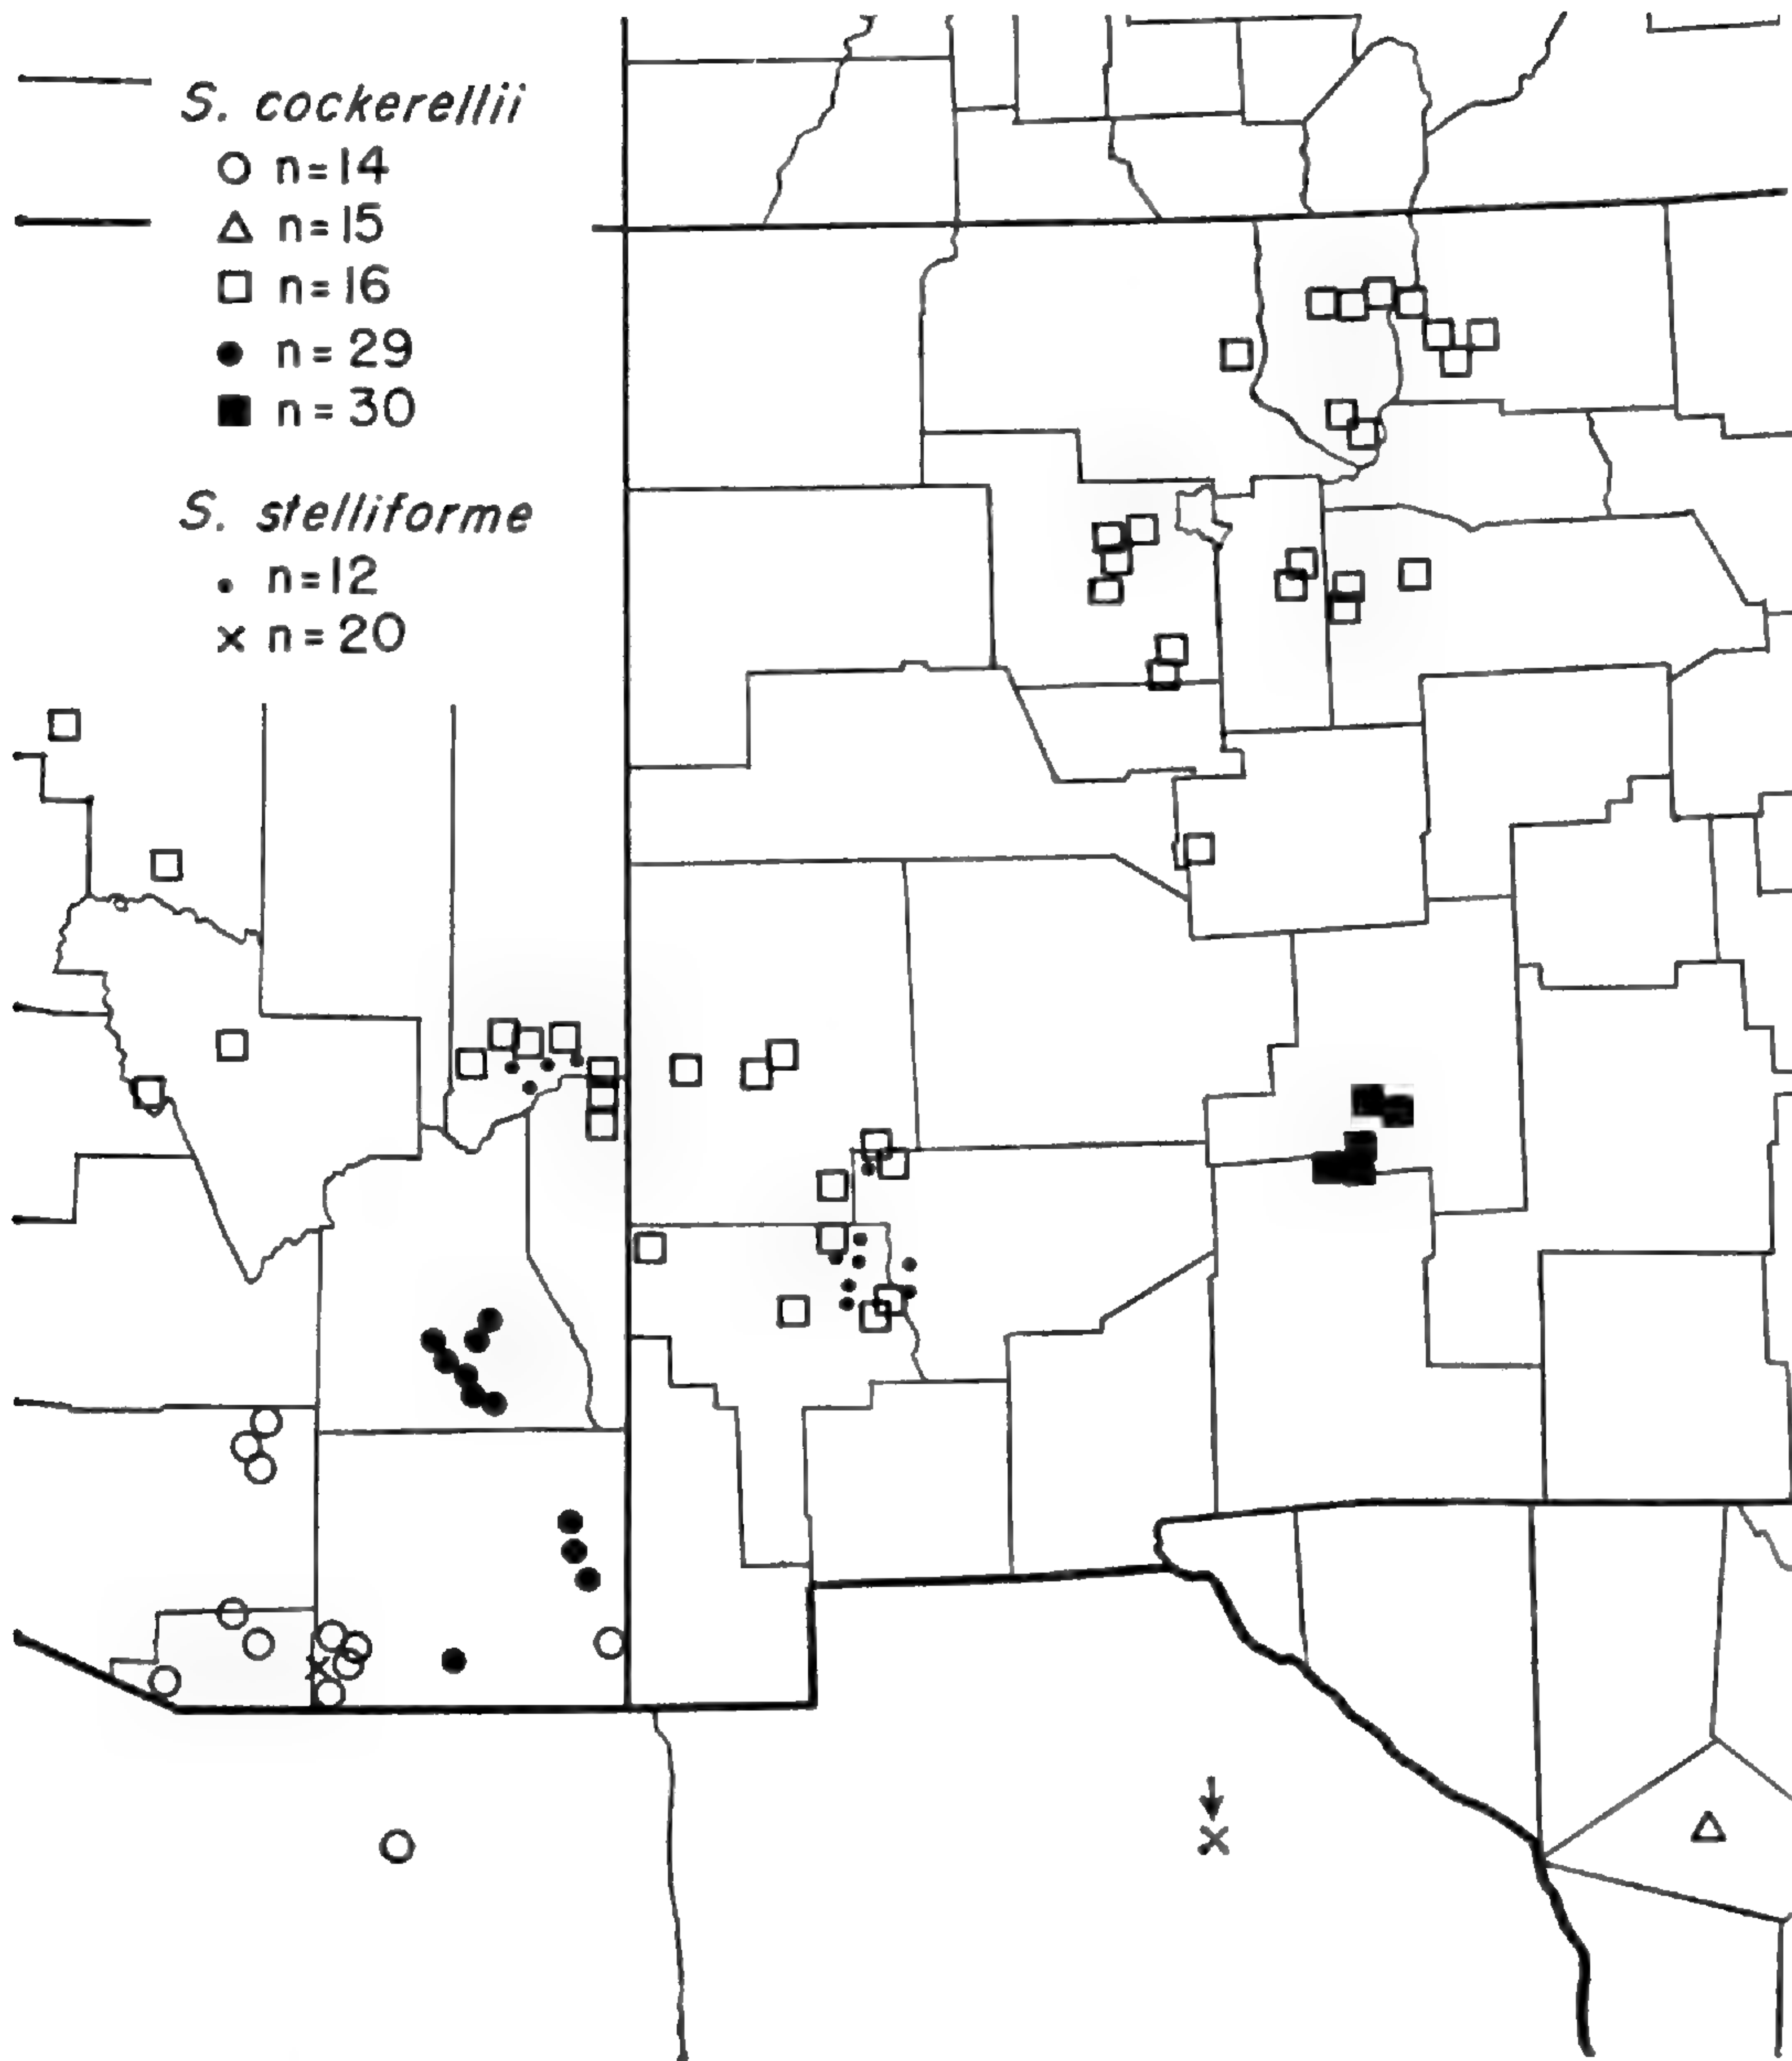 S. cockerellii
○ n=14
△ n=15
□ n=16
● n=29
■ n=30
S. stelliforme
• n=12
× n=20